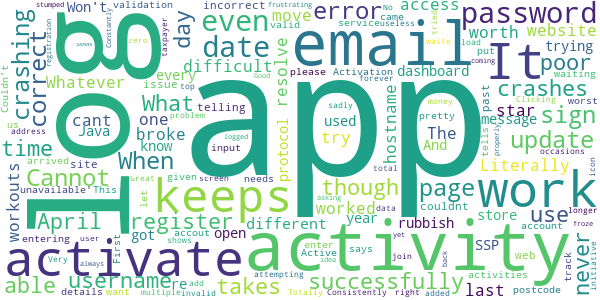 app
log
activity
email
work
activate
keeps
It
password
error
update
page
sign
Cannot
date
successfully
username
register
crashing
correct
time
When
able
takes
April
though
poor
use
crashes
What
even
day
move
access
difficult
website
dashboard
hostname
protocol
resolve
try
star
message
last
SSP
worked
different
rubbish
store
workouts
Java
cant
one
broke
know
telling
used
The
And
Literally
year
couldnt
open
got
re
Whatever
Won't
validation
incorrect
every
issue
top
site
input
trying
worth
past
tells
pretty
worst
waiting
Clicking
occasions
Activation
please
service
useless
valid
came
put
load
sadly
forever
stumped
Constantly
registration
taxpayer
zero
problem
Couldn't
address
arrived
unavailable'
This
given
screen
needs
logged
Great
let
Good
frustrating
No
waste
friend
coming
money
total
properly
icon
longer
froze
never
Initiative
track
entering
user
First
accout
shows
Active
enter
idea
says
join
yet
data
web
account
activities
postcode
Very
always
details
want
multiple
invalid
add
attempting
Totally
Consistently
right
added
back
asking